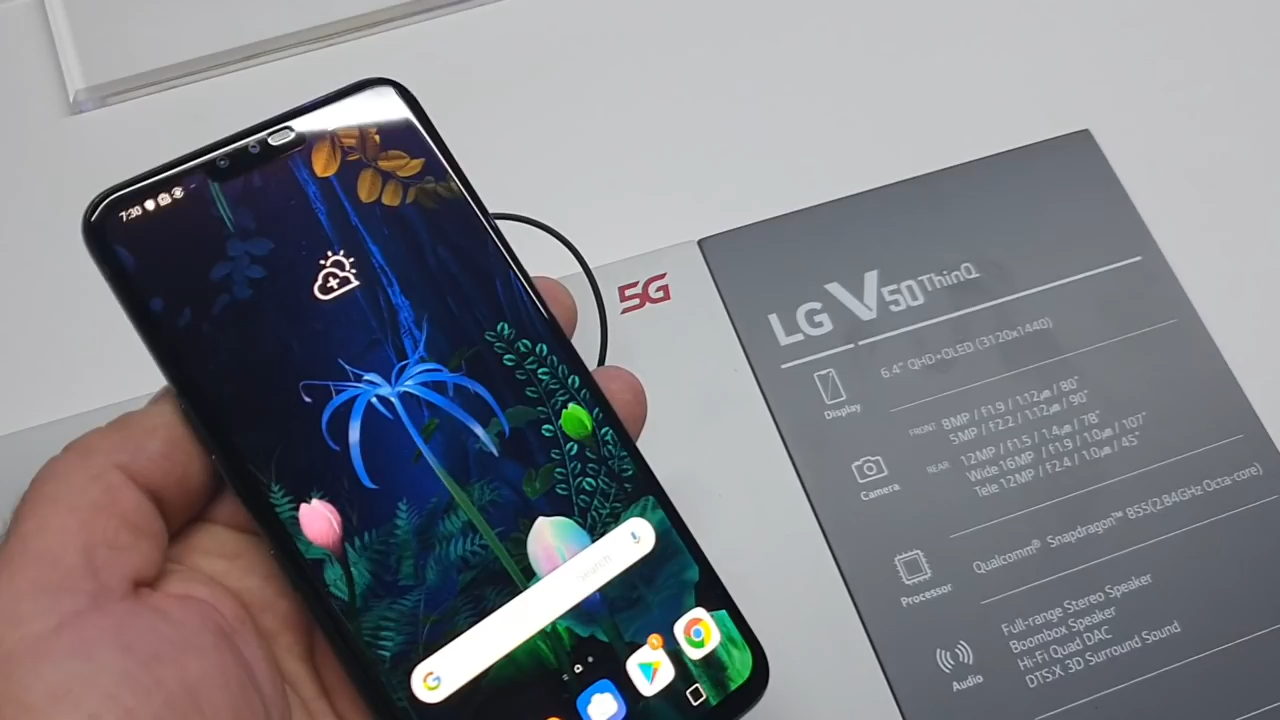 7:30
Search
5G
LG V50 ThinQ
Display
6.4" QHD+OLED (3120x1440)
Camera
FRONT 8MP / F1.9 / 1.12㎛ / 80˚
5MP / F2.2 / 1.12㎛ / 90˚
REAR 12MP / F1.5 / 1.4㎛ / 78˚
Wide 16MP / F1.9 / 1.0㎛ / 107˚
Tele 12MP / F2.4 / 1.0㎛ / 45˚
Processor
Qualcomm® Snapdragon™ 855(2.84GHz Octa-core)
Audio
Full-range Stereo Speaker
Boombox Speaker
Hi-Fi Quad DAC
DTS:X 3D Surround Sound